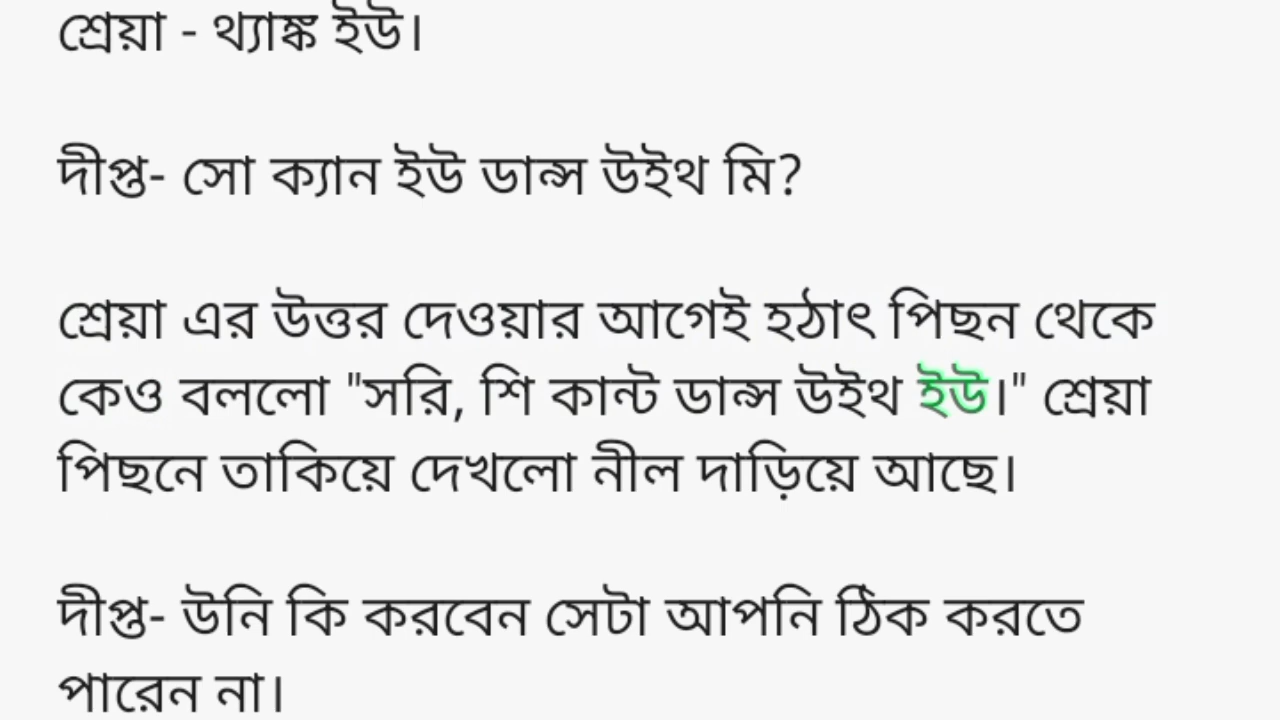 শ্রেয়া - থ্যাঙ্ক ইউ।
দীপ্ত- সো ক্যান ইউ ডান্স উইথ মি?
শ্রেয়া এর উত্তর দেওয়ার আগেই হঠাৎ পিছন থেকে
কেও বললো "সরি, শি কান্ট ডান্স উইথ ইউ।" শ্রেয়া
পিছনে তাকিয়ে দেখলো নীল দাড়িয়ে আছে।
দীপ্ত- উনি কি করবেন সেটা আপনি ঠিক করতে
পারেন না।